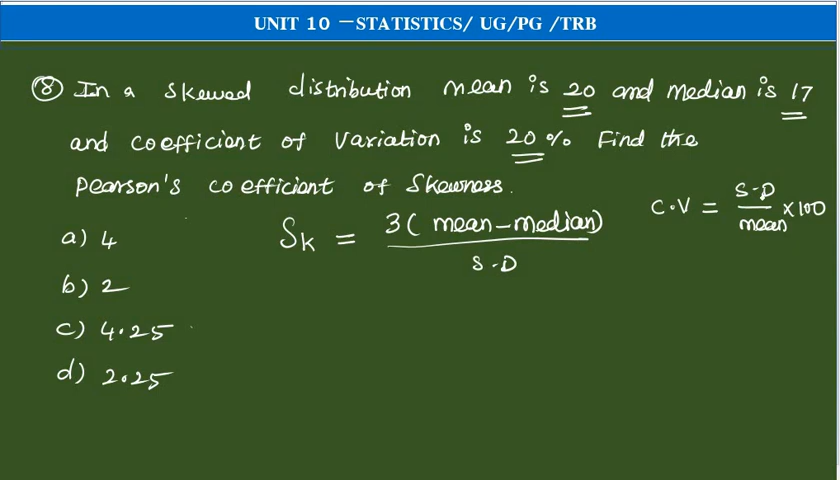 UNIT 10 –STATISTICS/ UG/PG /TRB
⑧ In a skewed distribution mean is 20 and median is 17
and coefficient of variation is 20% Find the
Pearson's coefficient of skewness.
a) 4
b) 2
c) 4.25
d) 2.25
Sk = 3( mean – median) / S.D
C.V = S.D / mean × 100